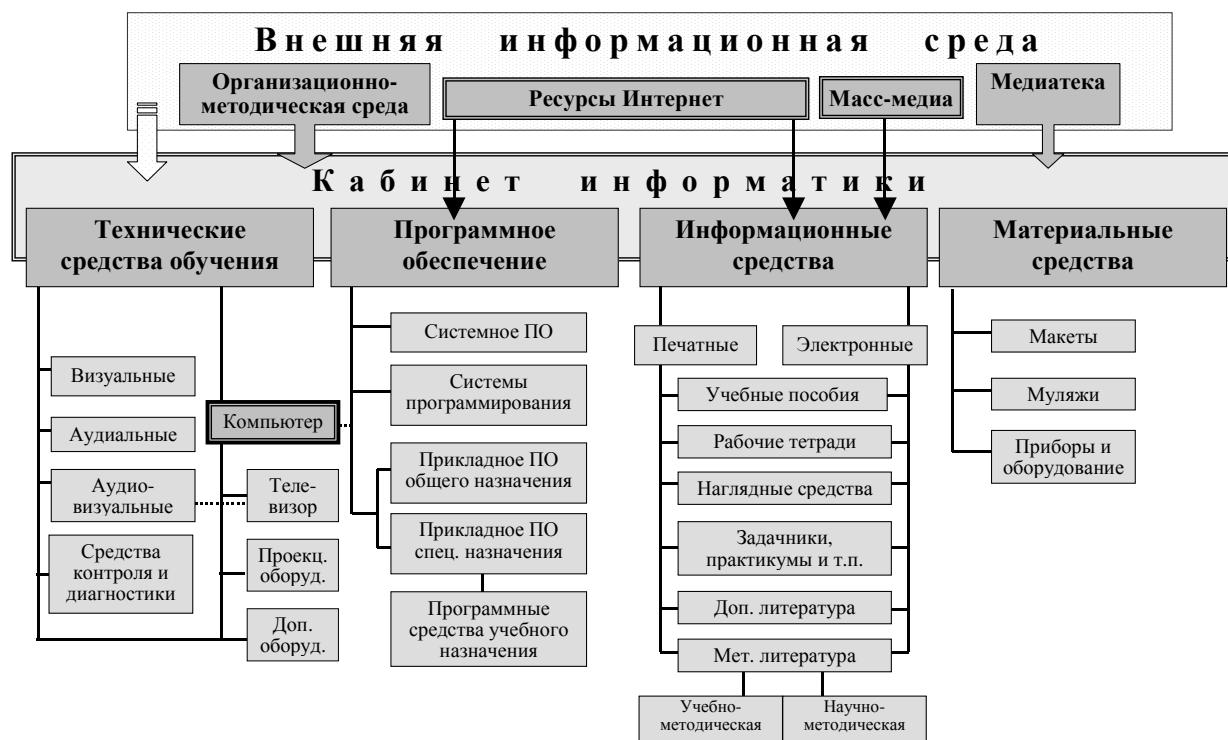 Внешняя информационная среда
Организационно-
методическая среда
Ресурсы Интернет
Масс-медиа
Медиатека
Кабинет информатики
Технические
средства обучения
Программное
обеспечение
Информационные
средства
Материальные
средства
Визуальные
Аудиальные
Аудио-
визуальные
Средства
контроля и
диагностики
Компьютер
Теле-
визор
Проекц.
оборуд.
Доп.
оборуд.
Системное ПО
Системы
программирования
Прикладное ПО
общего назначения
Прикладное ПО
спец. назначения
Программные
средства учебного
назначения
Печатные
Электронные
Учебные пособия
Рабочие тетради
Наглядные средства
Задачники,
практикумы и т.п.
Доп. литература
Мет. литература
Учебно-
методическая
Научно-
методическая
Макеты
Муляжи
Приборы и
оборудование